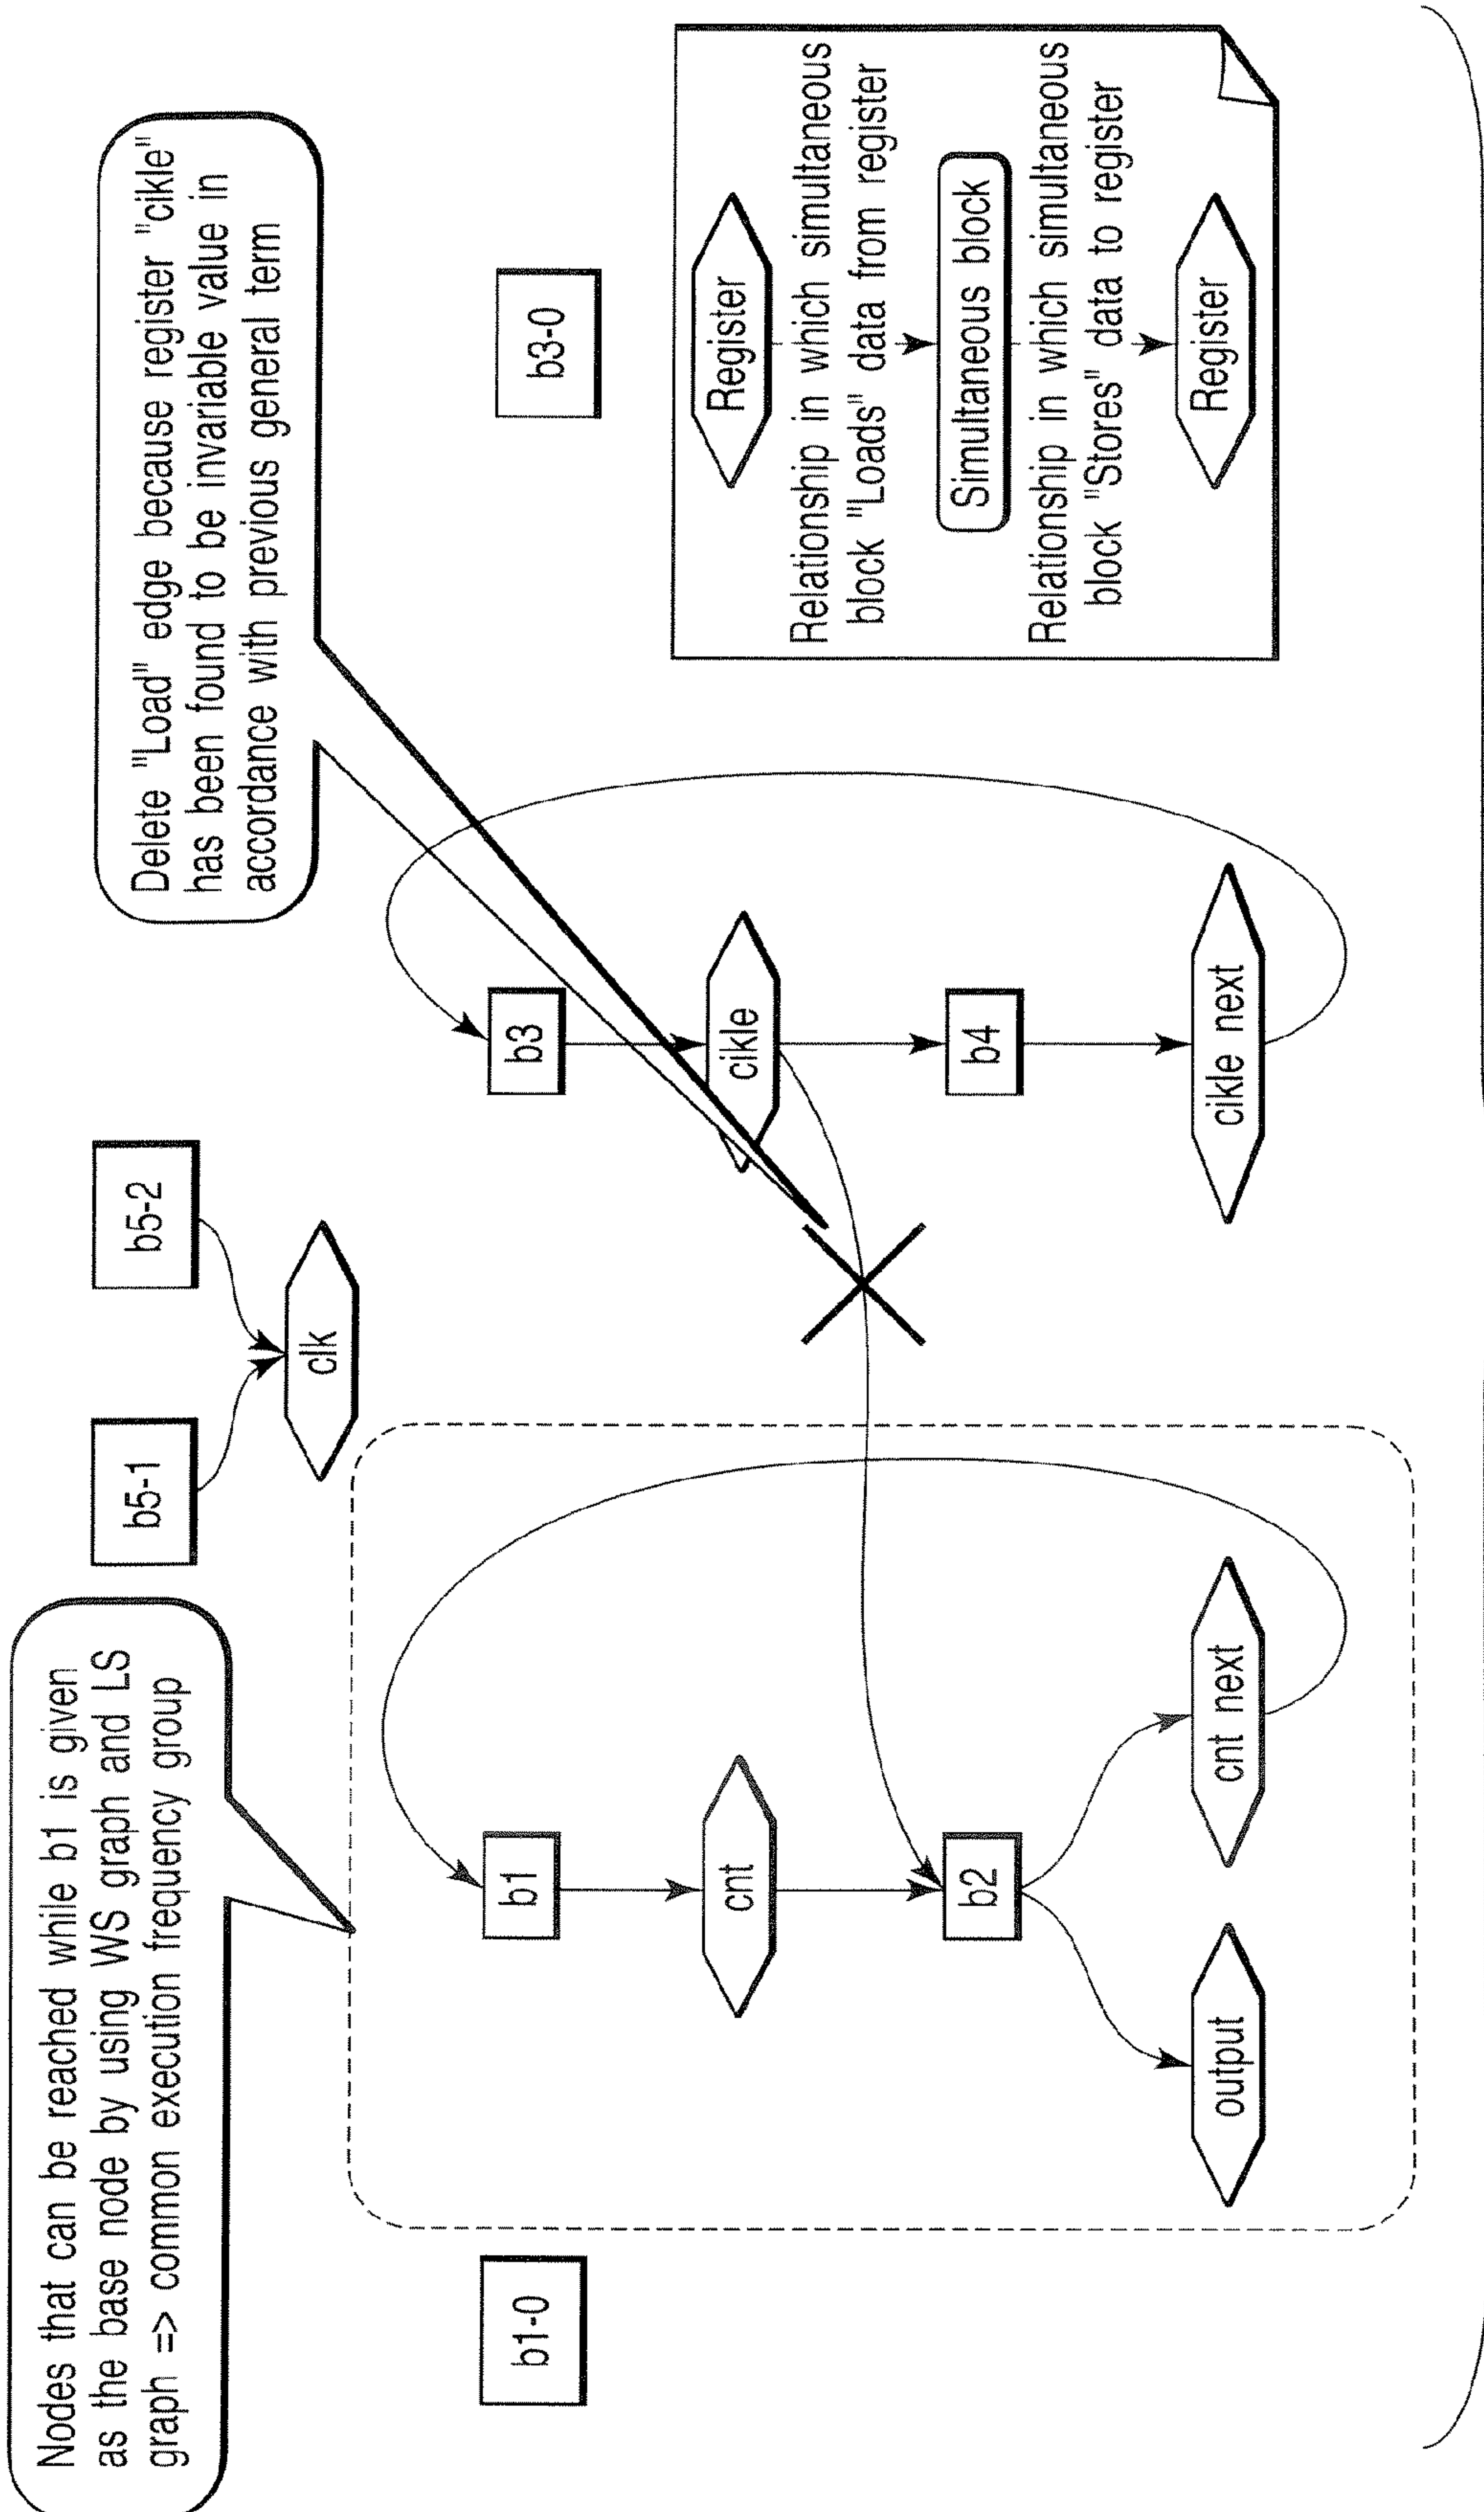 Nodes that can be reached while b1 is given
as the base node by using WS graph and LS
graph => common execution frequency group
Delete "Load" edge because register "cikle"
has been found to be invariable value in
accordance with previous general term
b5-1
b5-2
clk
b1-0
b1
cnt
b2
output
cnt next
b3
cikle
b4
cikle next
b3-0
Register
Relationship in which simultaneous
block "Loads" data from register
Simultaneous block
Relationship in which simultaneous
block "Stores" data to register
Register